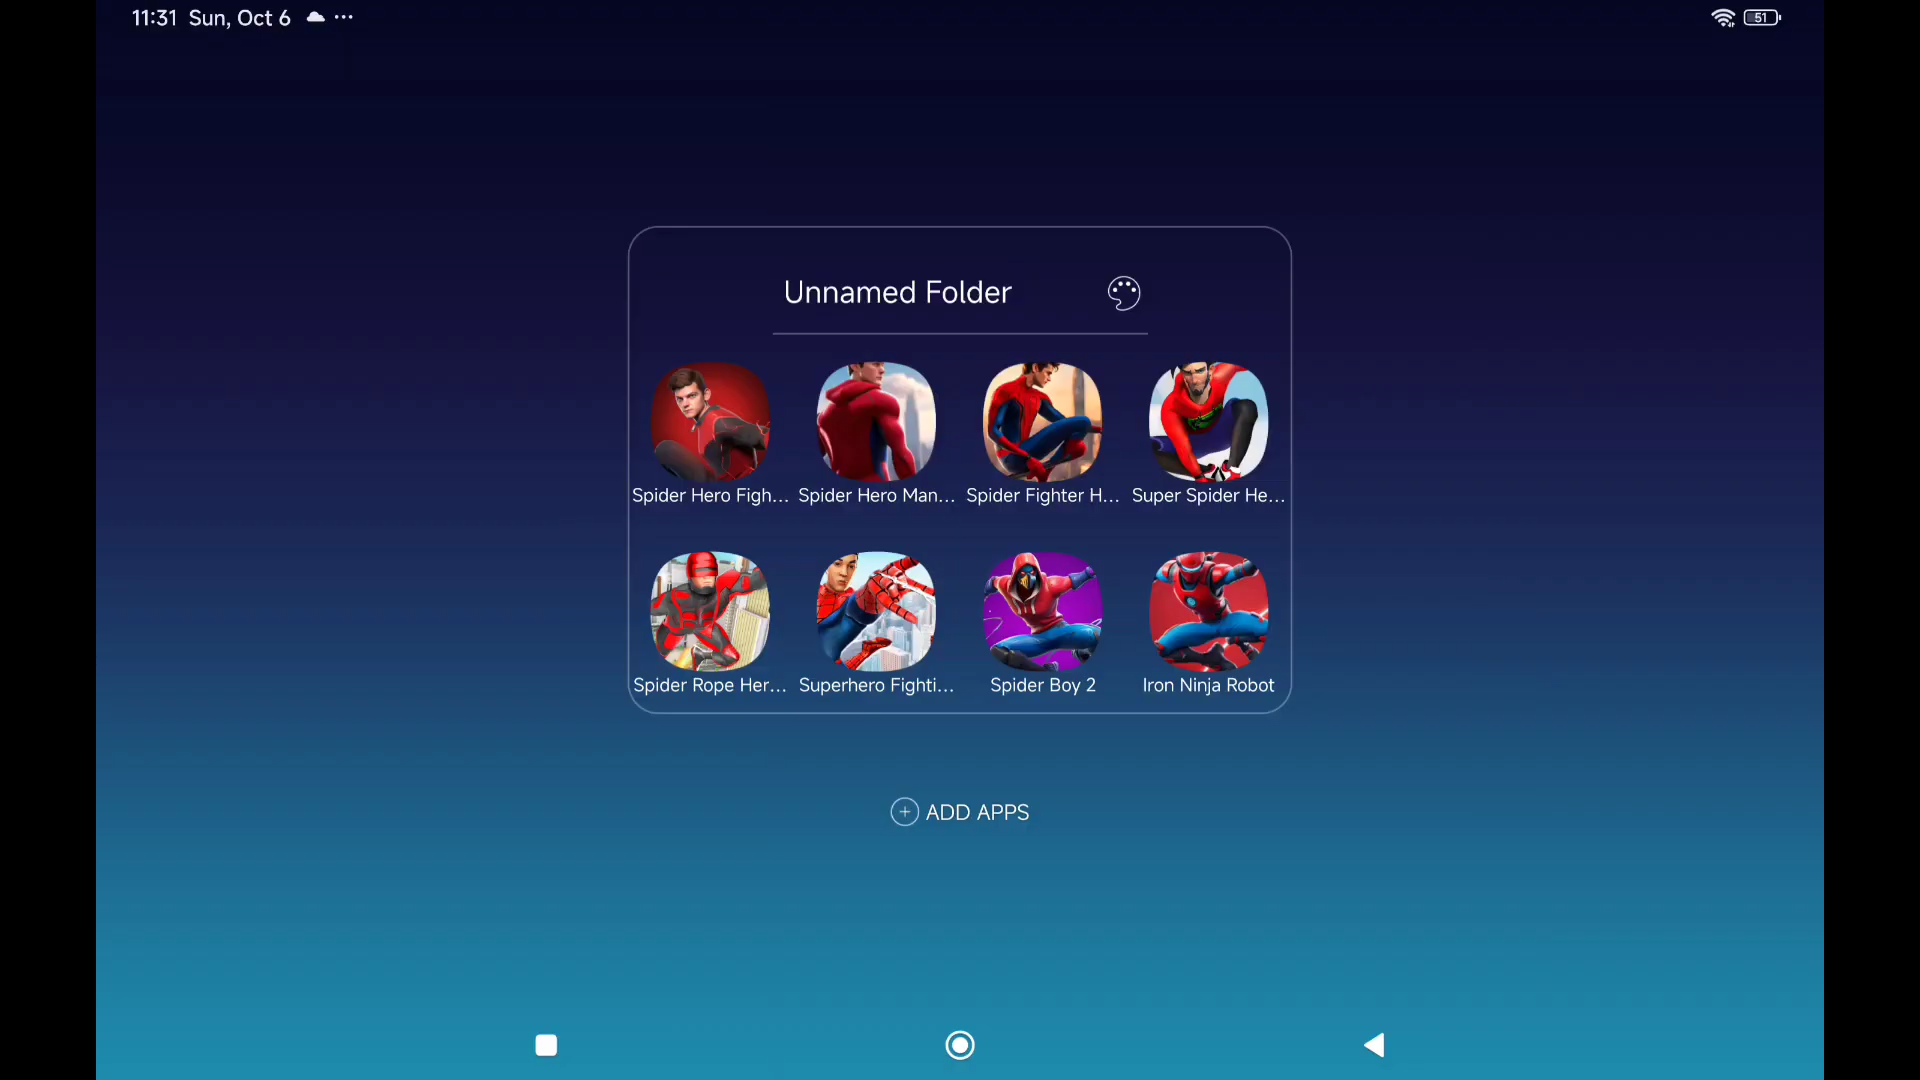 11:31 Sun, Oct 6 ...
51
Unnamed Folder
Spider Hero Figh... Spider Hero Man... Spider Fighter H... Super Spider He...
Spider Rope Her... Superhero Fighti... Spider Boy 2 Iron Ninja Robot
ADD APPS